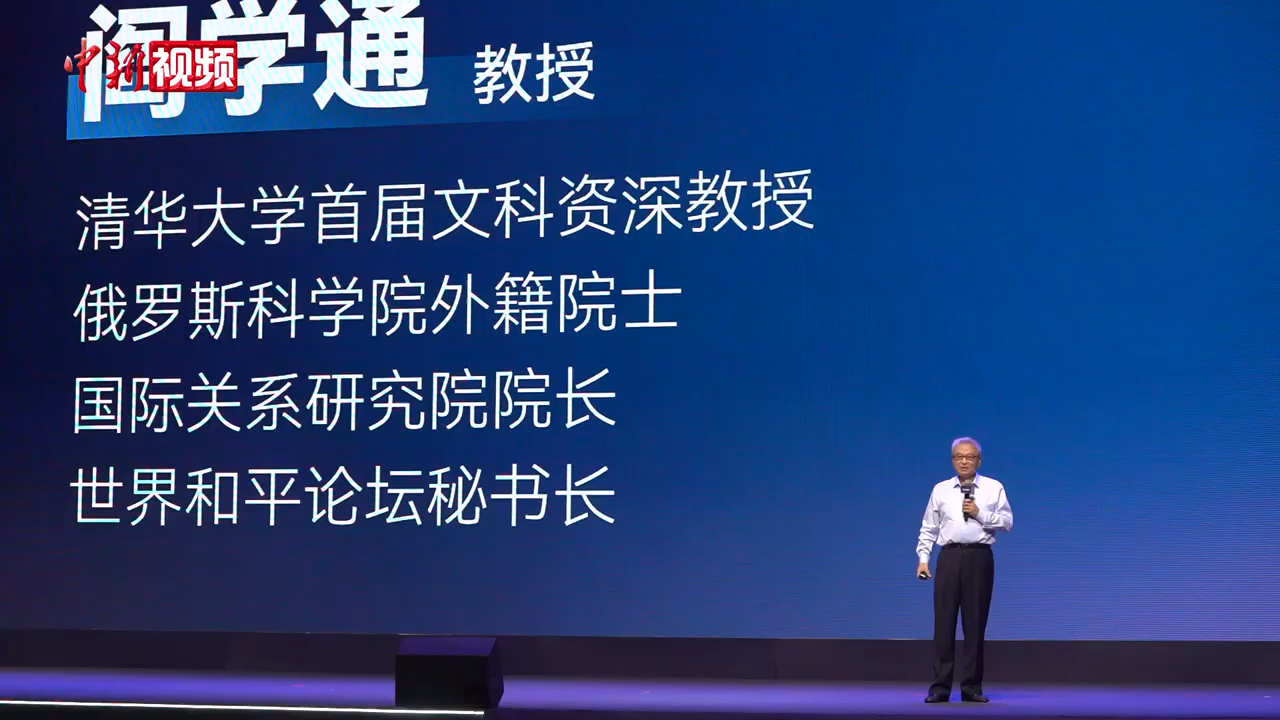 阎学通 教授
中新视频
清华大学首届文科资深教授
俄罗斯科学院外籍院士
国际关系研究院院长
世界和平论坛秘书长